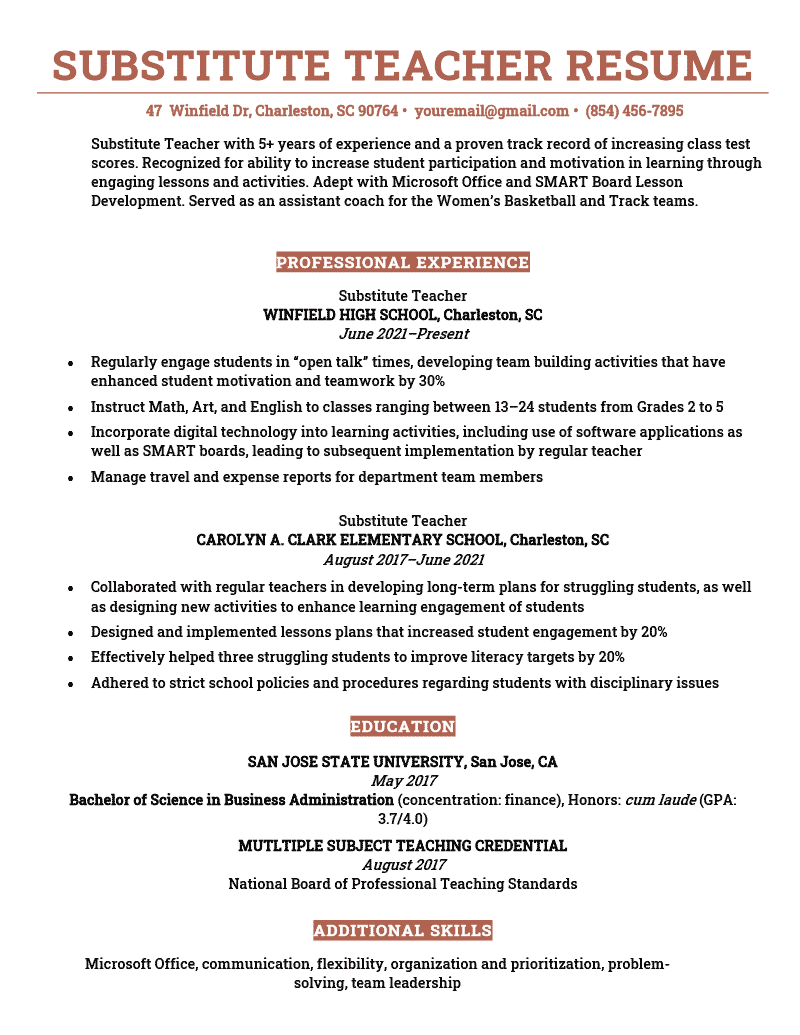 SUBSTITUTE TEACHER RESUME
47 Winfield Dr, Charleston, SC 90764 • youremail@gmail.com • (854) 456-7895
Substitute Teacher with 5+ years of experience and a proven track record of increasing class test
scores. Recognized for ability to increase student participation and motivation in learning through
engaging lessons and activities. Adept with Microsoft Office and SMART Board Lesson
Development. Served as an assistant coach for the Women’s Basketball and Track teams.
PROFESSIONAL EXPERIENCE
Substitute Teacher
WINFIELD HIGH SCHOOL, Charleston, SC
June 2021–Present
• Regularly engage students in “open talk” times, developing team building activities that have
enhanced student motivation and teamwork by 30%
• Instruct Math, Art, and English to classes ranging between 13–24 students from Grades 2 to 5
• Incorporate digital technology into learning activities, including use of software applications as
well as SMART boards, leading to subsequent implementation by regular teacher
• Manage travel and expense reports for department team members
Substitute Teacher
CAROLYN A. CLARK ELEMENTARY SCHOOL, Charleston, SC
August 2017–June 2021
• Collaborated with regular teachers in developing long-term plans for struggling students, as well
as designing new activities to enhance learning engagement of students
• Designed and implemented lessons plans that increased student engagement by 20%
• Effectively helped three struggling students to improve literacy targets by 20%
• Adhered to strict school policies and procedures regarding students with disciplinary issues
EDUCATION
SAN JOSE STATE UNIVERSITY, San Jose, CA
May 2017
Bachelor of Science in Business Administration (concentration: finance), Honors: cum laude (GPA:
3.7/4.0)
MUTLTIPLE SUBJECT TEACHING CREDENTIAL
August 2017
National Board of Professional Teaching Standards
ADDITIONAL SKILLS
Microsoft Office, communication, flexibility, organization and prioritization, problem-
solving, team leadership